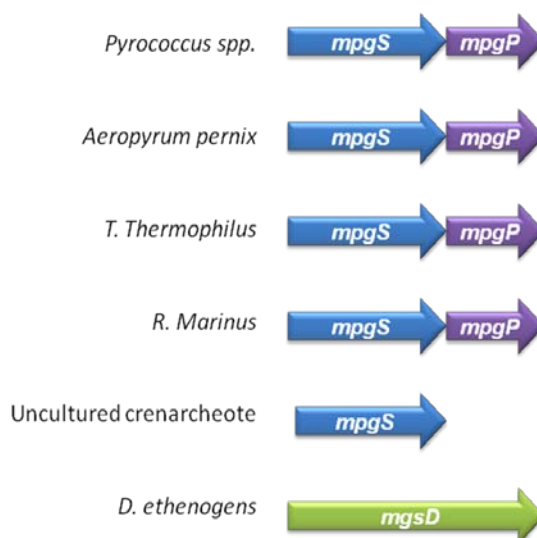 Pyrococcus spp. mpgS mpgP
Aeropyrum pernix mpgS mpgP
T. Thermophilus mpgS mpgP
R. Marinus mpgS mpgP
Uncultured crenarcheote mpgS
D. ethenogens mgsD